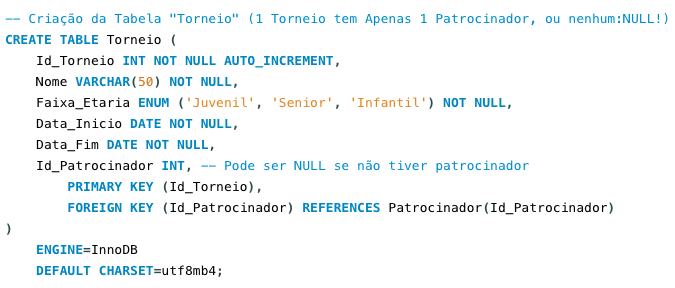 -- Criação da Tabela "Torneio" (1 Torneio tem Apenas 1 Patrocinador, ou nenhum:NULL!)
CREATE TABLE Torneio (
    Id_Torneio INT NOT NULL AUTO_INCREMENT,
    Nome VARCHAR(50) NOT NULL,
    Faixa_Etaria ENUM ('Juvenil', 'Senior', 'Infantil') NOT NULL,
    Data_Inicio DATE NOT NULL,
    Data_Fim DATE NOT NULL,
    Id_Patrocinador INT, -- Pode ser NULL se não tiver patrocinador
        PRIMARY KEY (Id_Torneio),
        FOREIGN KEY (Id_Patrocinador) REFERENCES Patrocinador(Id_Patrocinador)
)
    ENGINE=InnoDB
    DEFAULT CHARSET=utf8mb4;